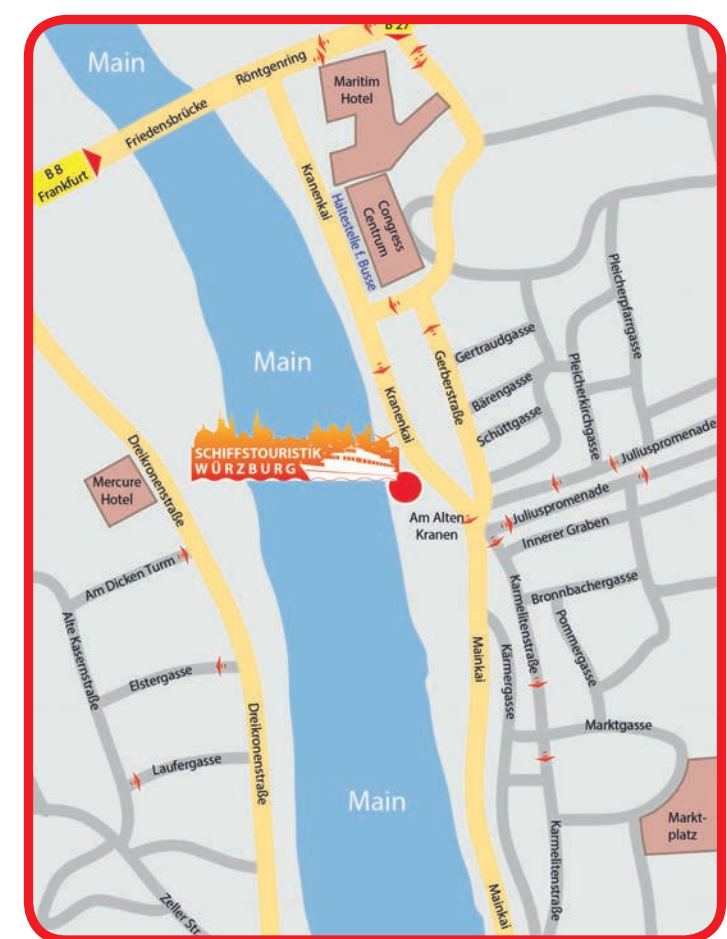 B 27
Main
Röntgenring
Maritim
Hotel
Friedensbrücke
B 8
Frankfurt
Kranenkai
Haltestelle f. Busse
Congress
Centrum
Pleicherpfarrgasse
Main
Gerberstraße
Gertraudgasse
Bärengasse
Schüttgasse
Pleicherkirchgasse
Kranenkai
Juliuspromenade
SCHIFFSTOURISTIK
WÜRZBURG
Dreikronenstraße
Mercure
Hotel
Am Alten
Kranen
Juliuspromenade
Innerer Graben
Am Dicken Turm
Karmelitenstraße
Bronnbachergasse
Alte Kasernstraße
Mainkai
Kärrnergasse
Pommergasse
Elstergasse
Marktgasse
Dreikronenstraße
Laufergasse
Main
Markt-
platz
Karmelitenstraße
Zeller Str
Mainkai